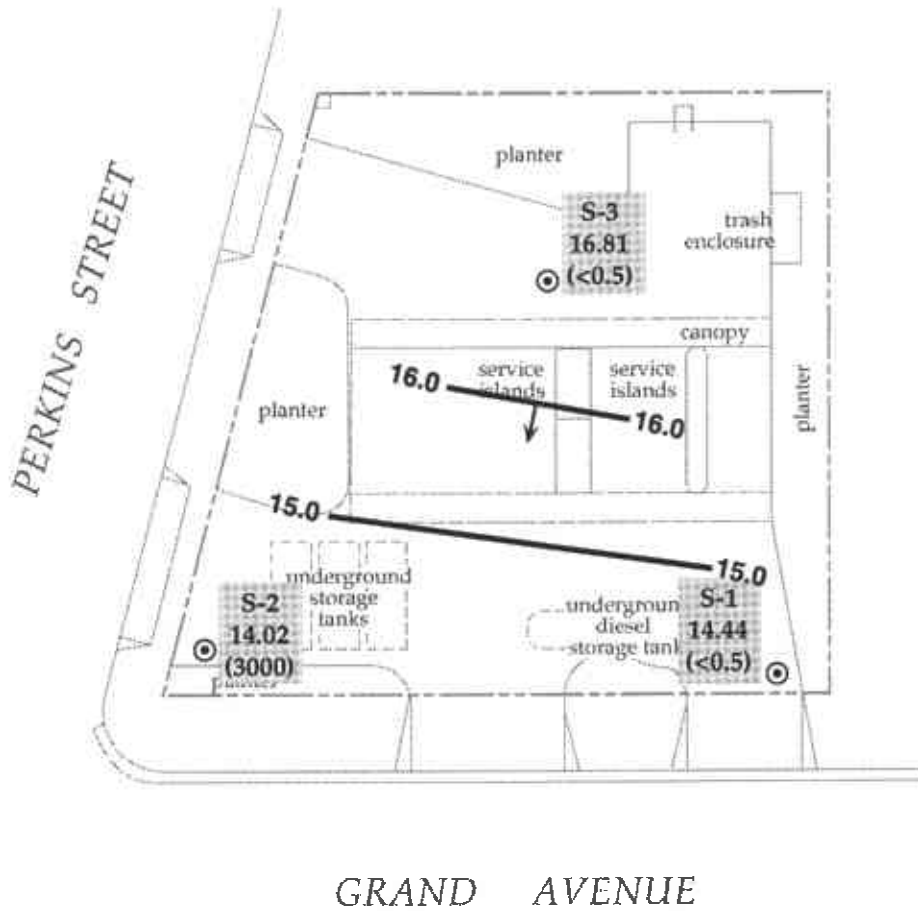 PERKINS STREET
planter
S-3
16.81
(<0.5)
trash
enclosure
canopy
service
islands
service
islands
16.0
16.0
planter
planter
15.0
15.0
underground
storage
tanks
S-2
14.02
(3000)
underground
diesel
storage tank
S-1
14.44
(<0.5)
planter
GRAND AVENUE